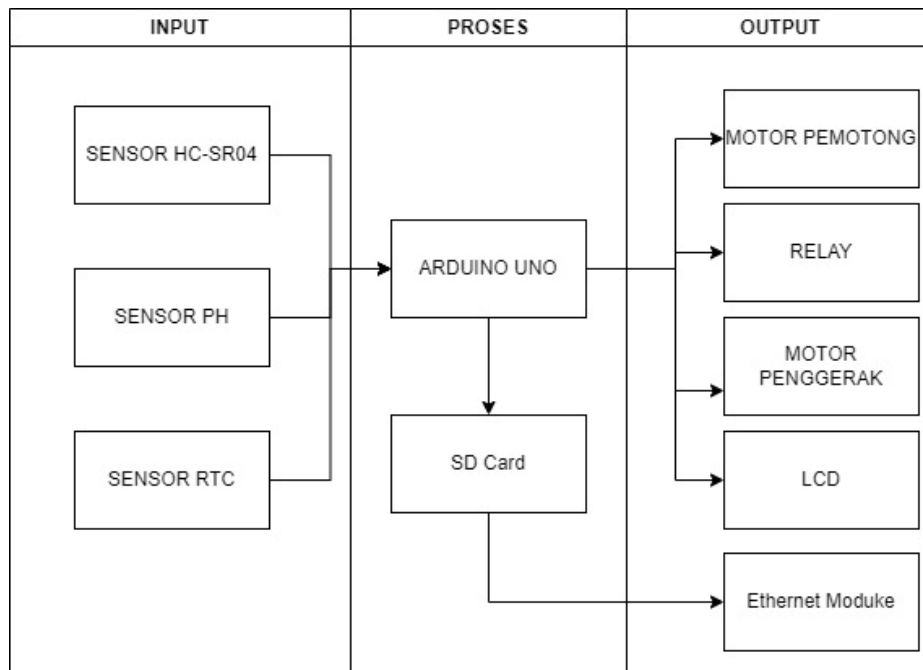 INPUT
PROSES
OUTPUT
SENSOR HC-SR04
SENSOR PH
SENSOR RTC
ARDUINO UNO
SD Card
MOTOR PEMOTONG
RELAY
MOTOR
PENGGERAK
LCD
Ethernet Moduke